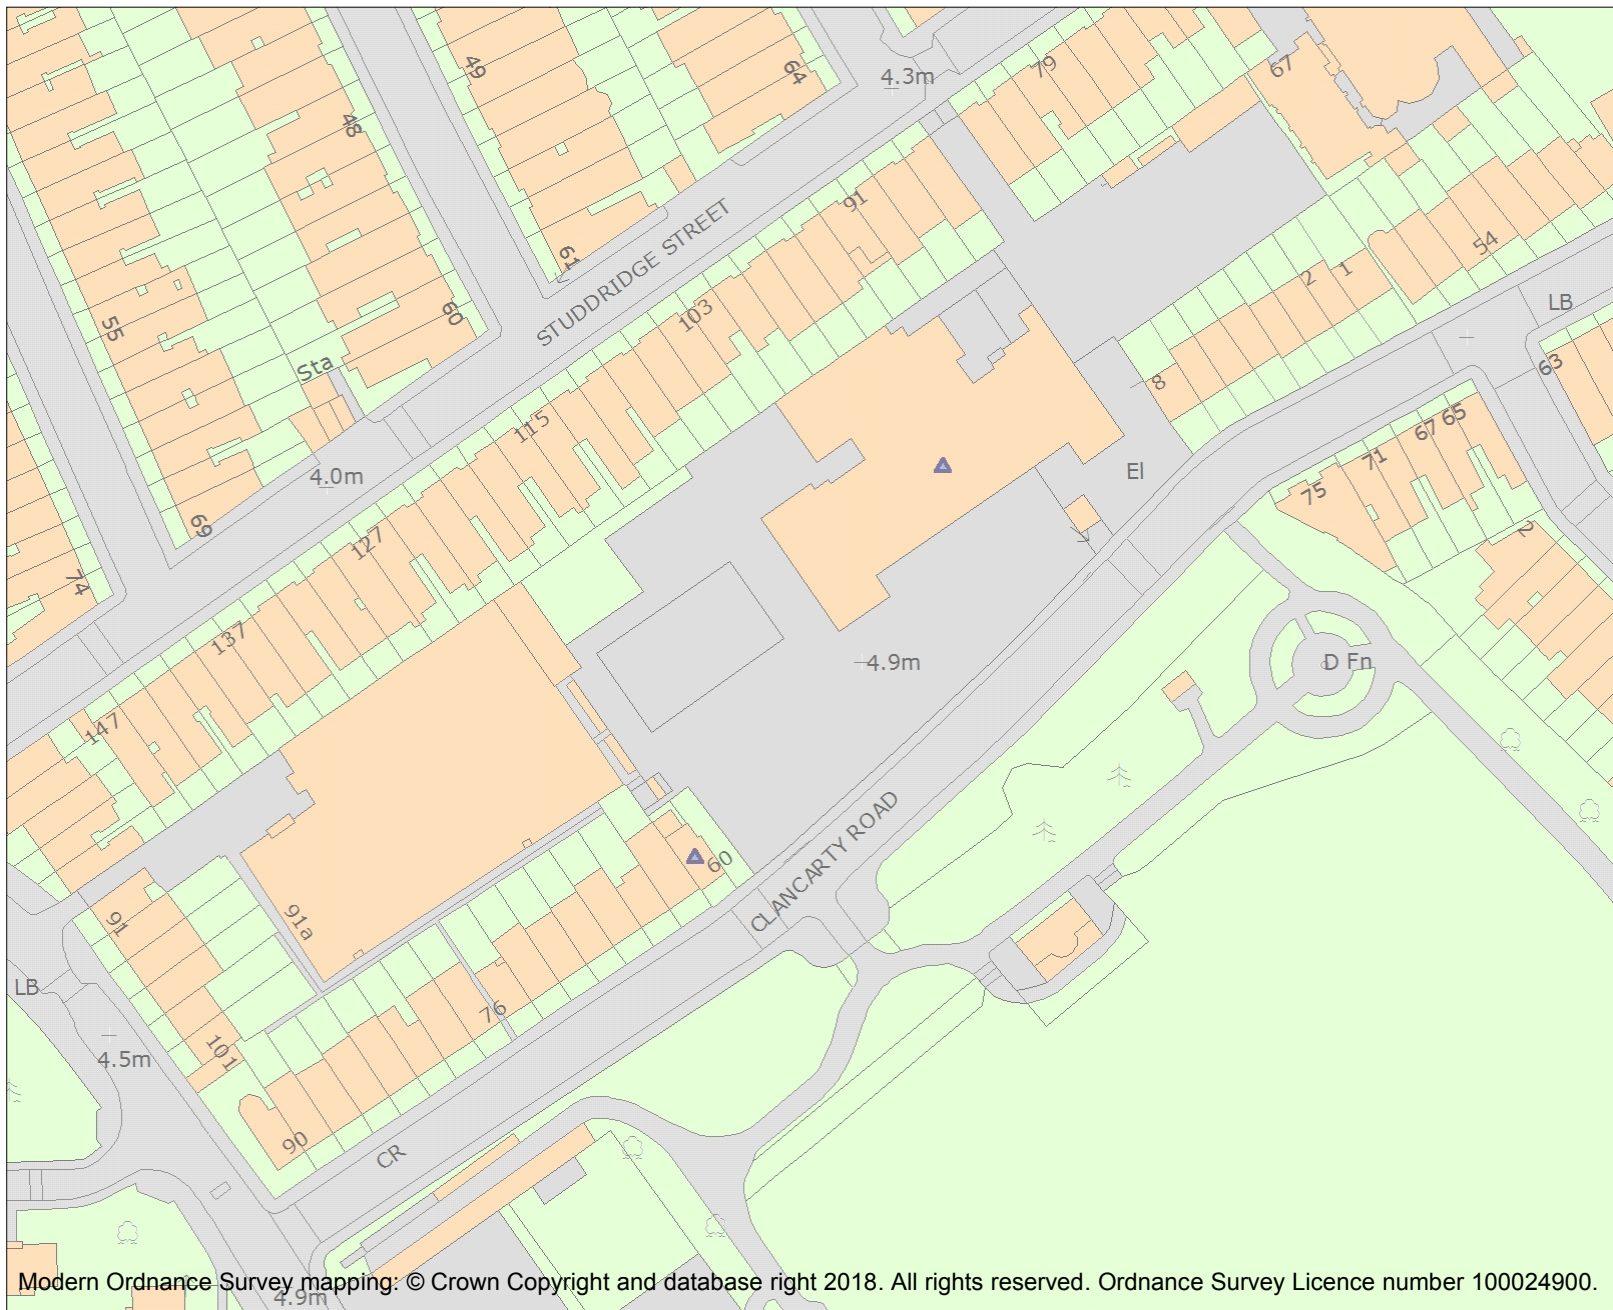 49
64
4.3m
79
67
48
91
54
STUDDRIDGE STREET
61
2
1
LB
103
55
60
Sta
8
63
115
67 65
71
4.0m
El
75
69
127
2
74
137
4.9m
D Fn
147
CLANCARTY ROAD
60
91
91a
LB
76
101
4.5m
90
CR
4.9m
Modern Ordnance Survey mapping: © Crown Copyright and database right 2018. All rights reserved. Ordnance Survey Licence number 100024900.